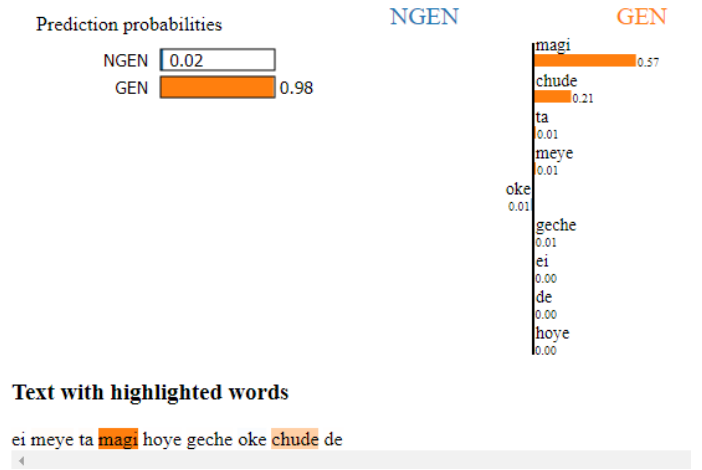 Prediction probabilities
NGEN 0.02
GEN 0.98
NGEN GEN
magi
0.57
chude
0.21
ta
0.01
meye
0.01
oke
0.01
geche
0.01
ei
0.00
de
0.00
hoye
0.00
Text with highlighted words
ei meye ta magi hoye geche oke chude de